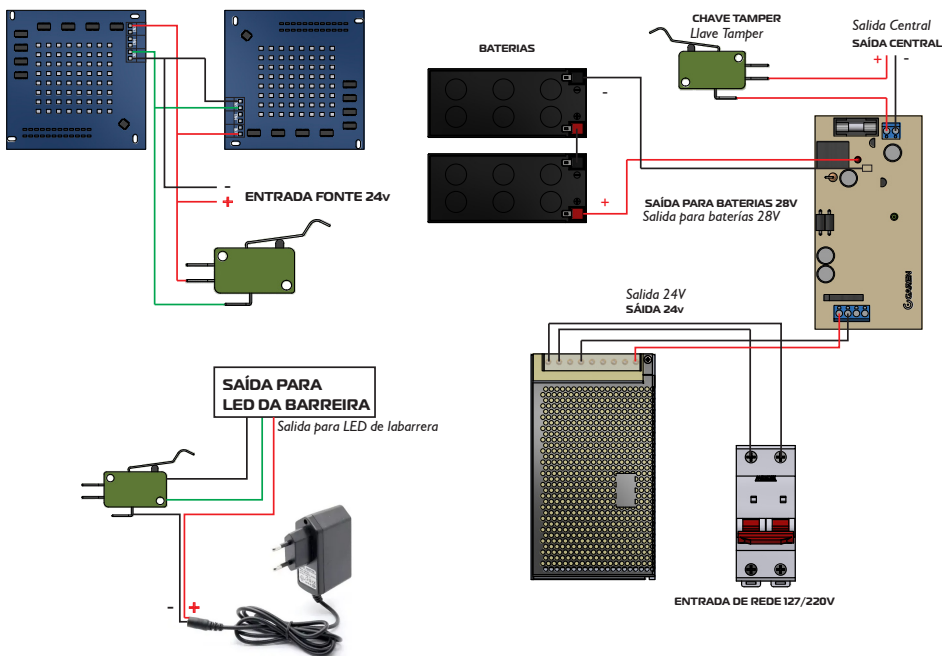 BATERIAS
CHAVE TAMPER
Llave Tamper
Salida Central
SAÍDA CENTRAL
+
-
-
+
SAÍDA PARA BATERIAS 28V
Salida para baterías 28V
-
+
ENTRADA FONTE 24v
GAREN
Salida 24V
SÁIDA 24v
SAÍDA PARA
LED DA BARREIRA
Salida para LED de labarrera
-
+
ENTRADA DE REDE 127/220V